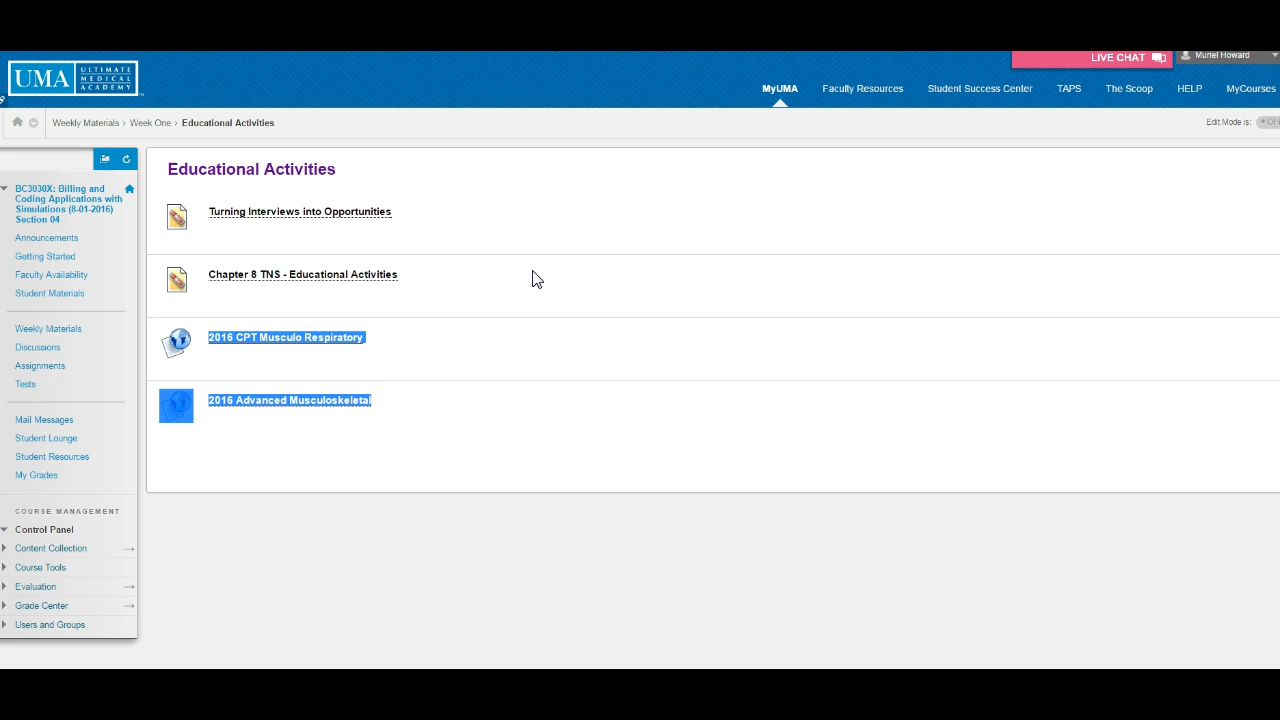 LIVE CHAT
Muriel Howard
UMA ULTIMATE
MEDICAL
ACADEMY
MyUMA Faculty Resources Student Success Center TAPS The Scoop HELP MyCourses
Weekly Materials > Week One > Educational Activities
Edit Mode is:
Educational Activities
BC3030X: Billing and
Coding Applications with
Simulations (8-01-2016)
Section 04
Announcements
Getting Started
Faculty Availability
Student Materials
Weekly Materials
Discussions
Assignments
Tests
Mail Messages
Student Lounge
Student Resources
My Grades
COURSE MANAGEMENT
Control Panel
Content Collection
Course Tools
Evaluation
Grade Center
Users and Groups
Turning Interviews into Opportunities
Chapter 8 TNS - Educational Activities
2016 CPT Musculo Respiratory
2016 Advanced Musculoskeletal